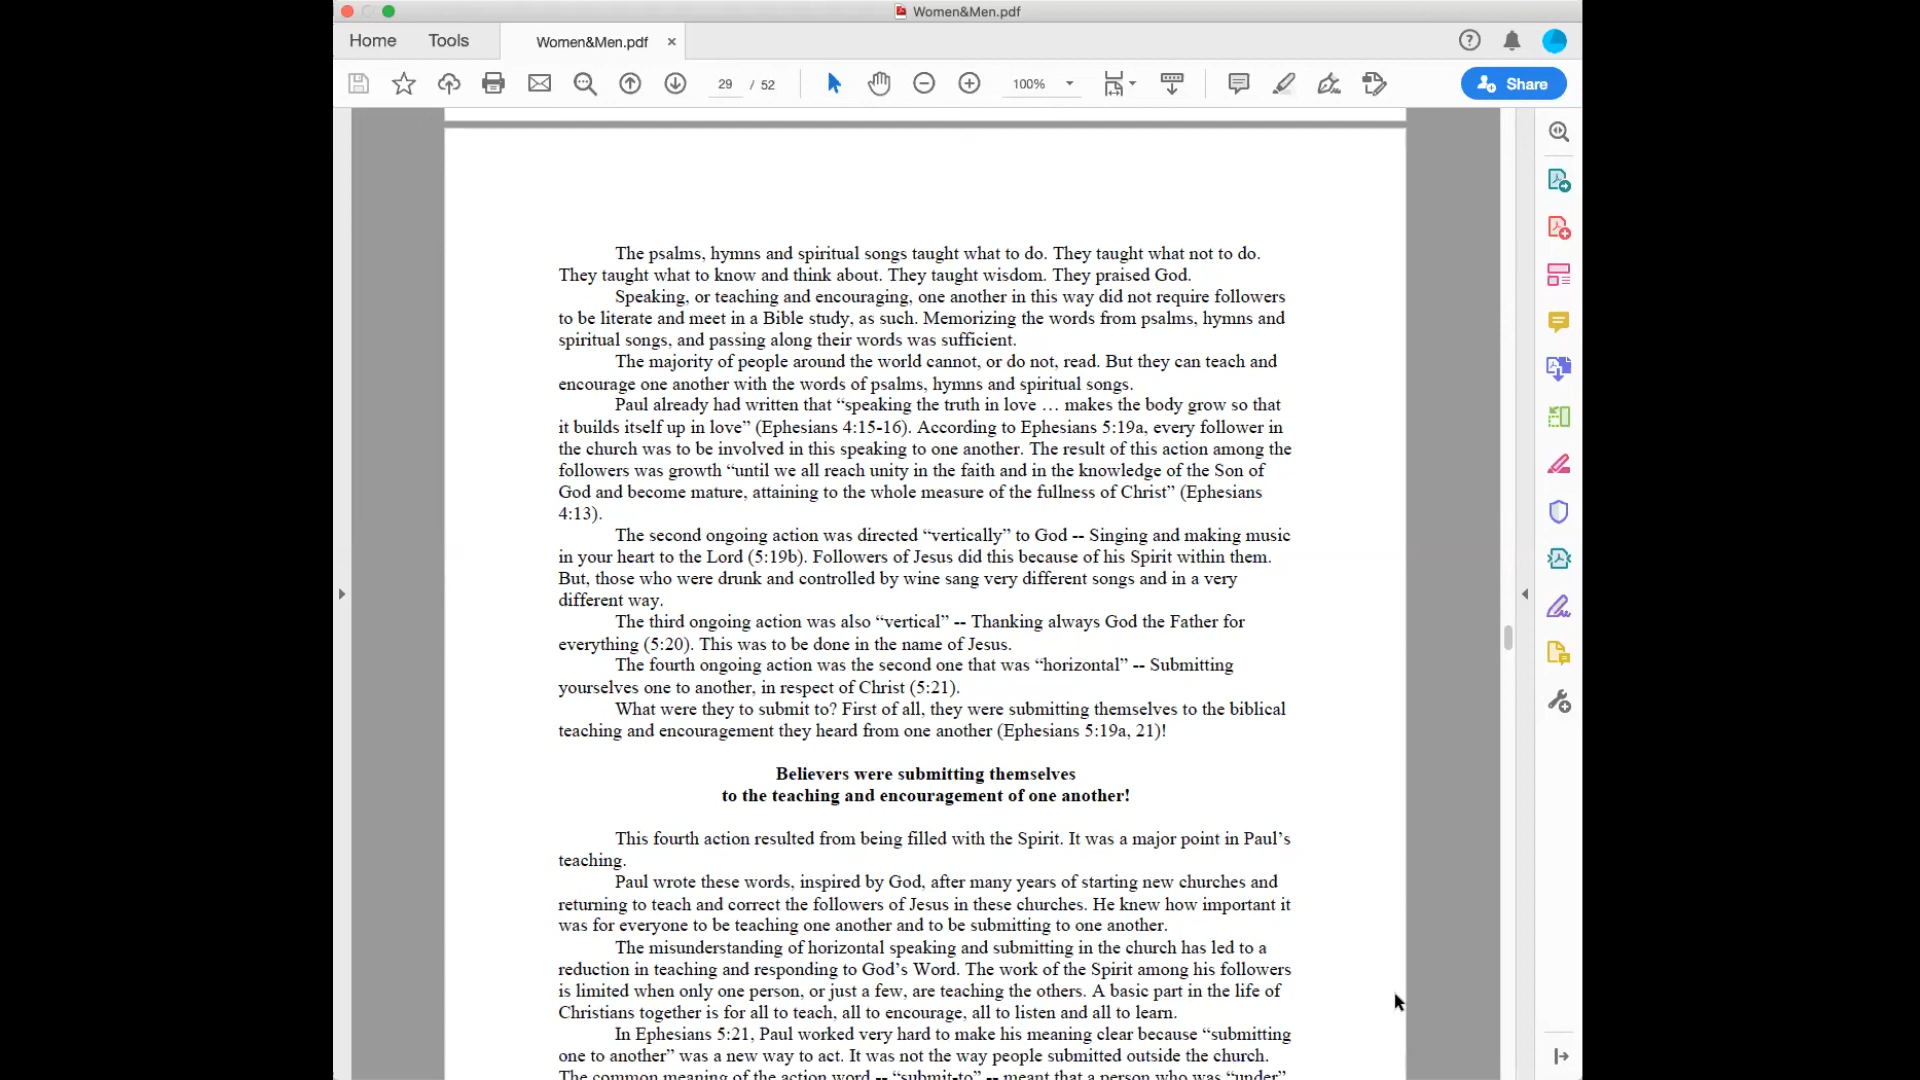 Women&Men.pdf
Home Tools Women&Men.pdf ×
29 / 52 100% Share
The psalms, hymns and spiritual songs taught what to do. They taught what not to do.
They taught what to know and think about. They taught wisdom. They praised God.
Speaking, or teaching and encouraging, one another in this way did not require followers
to be literate and meet in a Bible study, as such. Memorizing the words from psalms, hymns and
spiritual songs, and passing along their words was sufficient.
The majority of people around the world cannot, or do not, read. But they can teach and
encourage one another with the words of psalms, hymns and spiritual songs.
Paul already had written that “speaking the truth in love … makes the body grow so that
it builds itself up in love” (Ephesians 4:15-16). According to Ephesians 5:19a, every follower in
the church was to be involved in this speaking to one another. The result of this action among the
followers was growth “until we all reach unity in the faith and in the knowledge of the Son of
God and become mature, attaining to the whole measure of the fullness of Christ” (Ephesians
4:13).
The second ongoing action was directed “vertically” to God -- Singing and making music
in your heart to the Lord (5:19b). Followers of Jesus did this because of his Spirit within them.
But, those who were drunk and controlled by wine sang very different songs and in a very
different way.
The third ongoing action was also “vertical” -- Thanking always God the Father for
everything (5:20). This was to be done in the name of Jesus.
The fourth ongoing action was the second one that was “horizontal” -- Submitting
yourselves one to another, in respect of Christ (5:21).
What were they to submit to? First of all, they were submitting themselves to the biblical
teaching and encouragement they heard from one another (Ephesians 5:19a, 21)!
Believers were submitting themselves
to the teaching and encouragement of one another!
This fourth action resulted from being filled with the Spirit. It was a major point in Paul’s
teaching.
Paul wrote these words, inspired by God, after many years of starting new churches and
returning to teach and correct the followers of Jesus in these churches. He knew how important it
was for everyone to be teaching one another and to be submitting to one another.
The misunderstanding of horizontal speaking and submitting in the church has led to a
reduction in teaching and responding to God’s Word. The work of the Spirit among his followers
is limited when only one person, or just a few, are teaching the others. A basic part in the life of
Christians together is for all to teach, all to encourage, all to listen and all to learn.
In Ephesians 5:21, Paul worked very hard to make his meaning clear because “submitting
one to another” was a new way to act. It was not the way people submitted outside the church.
The common meaning of the action word -- “submit-to” -- meant that a person who was “under”